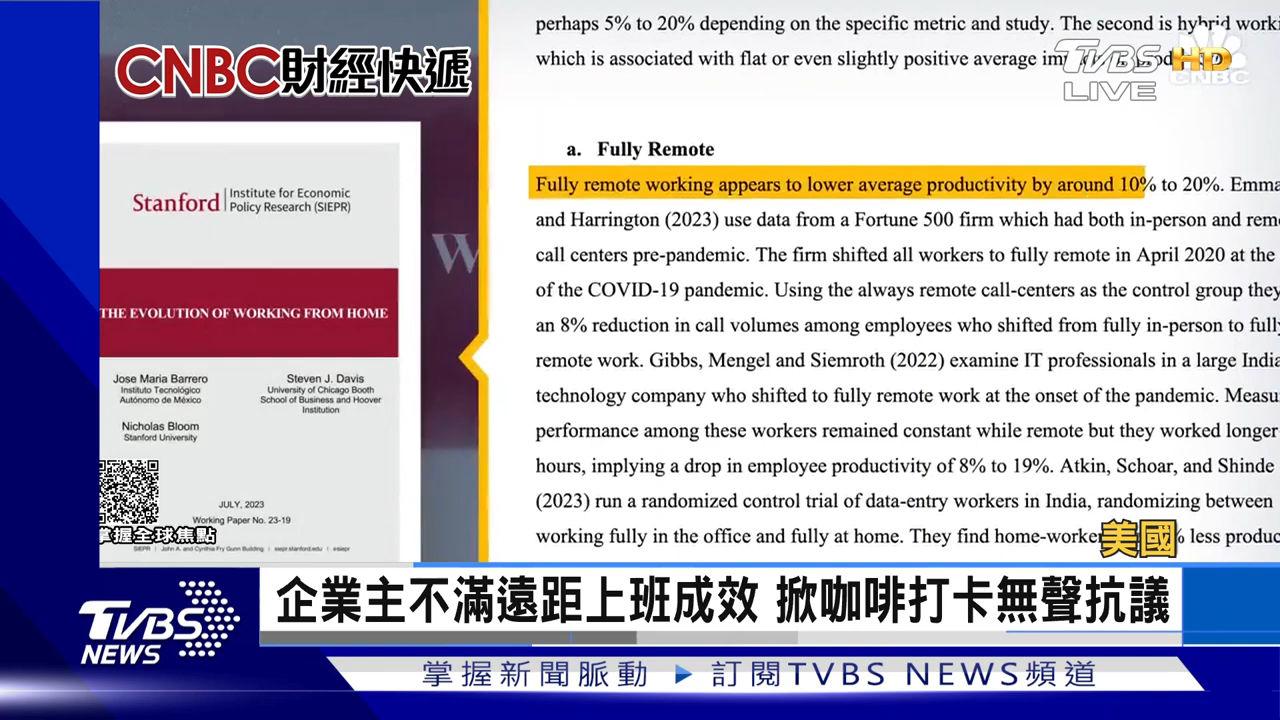 CNBC財經快遞
perhaps 5% to 20% depending on the specific metric and study. The second is hybrid worki
which is associated with flat or even slightly positive average
TVBS HD
LIVE
CNBC
a. Fully Remote
Fully remote working appears to lower average productivity by around 10% to 20%. Emma
and Harrington (2023) use data from a Fortune 500 firm which had both in-person and rem
call centers pre-pandemic. The firm shifted all workers to fully remote in April 2020 at the
of the COVID-19 pandemic. Using the always remote call-centers as the control group they
an 8% reduction in call volumes among employees who shifted from fully in-person to fully
remote work. Gibbs, Mengel and Siemroth (2022) examine IT professionals in a large India
technology company who shifted to fully remote work at the onset of the pandemic. Measu
performance among these workers remained constant while remote but they worked longer
hours, implying a drop in employee productivity of 8% to 19%. Atkin, Schoar, and Shinde
(2023) run a randomized control trial of data-entry workers in India, randomizing between
working fully in the office and fully at home. They find home-worker % less produc
Stanford
Institute for Economic
Policy Research (SIEPR)
THE EVOLUTION OF WORKING FROM HOME
Jose Maria Barrero
Instituto Tecnológico
Autónomo de México
Steven J. Davis
University of Chicago Booth
School of Business and Hoover
Institution
Nicholas Bloom
Stanford University
JULY, 2023
Working Paper No. 23-19
SIEPR | John A. and Cynthia Fry Gunn Building | siepr.stanford.edu
掌握全球焦點
美國
企業主不滿遠距上班成效 掀咖啡打卡無聲抗議
TVBS
NEWS
掌握新聞脈動 ► 訂閱TVBS NEWS頻道